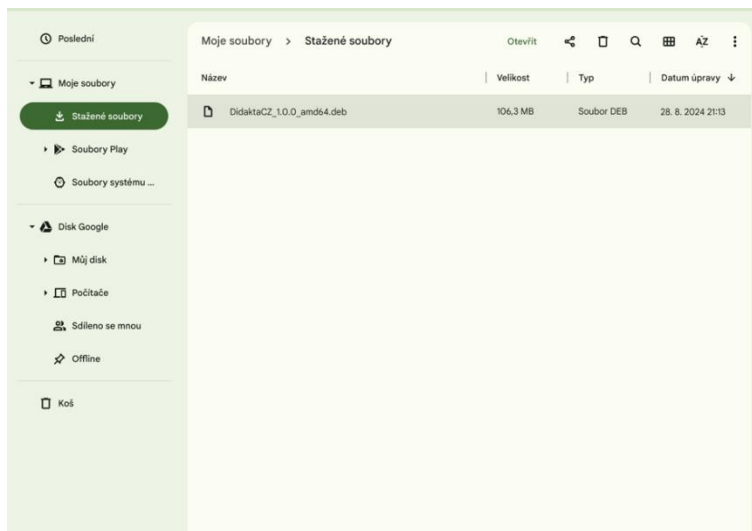 Poslední
Moje soubory
Stažené soubory
Soubory Play
Soubory systému ...
Disk Google
Můj disk
Počítače
Sdíleno se mnou
Offline
Koš
Moje soubory > Stažené soubory Otevřít AZ
Název Velikost Typ Datum úpravy
DidaktaCZ_1.0.0_amd64.deb 106,3 MB Soubor DEB 28. 8. 2024 21:13